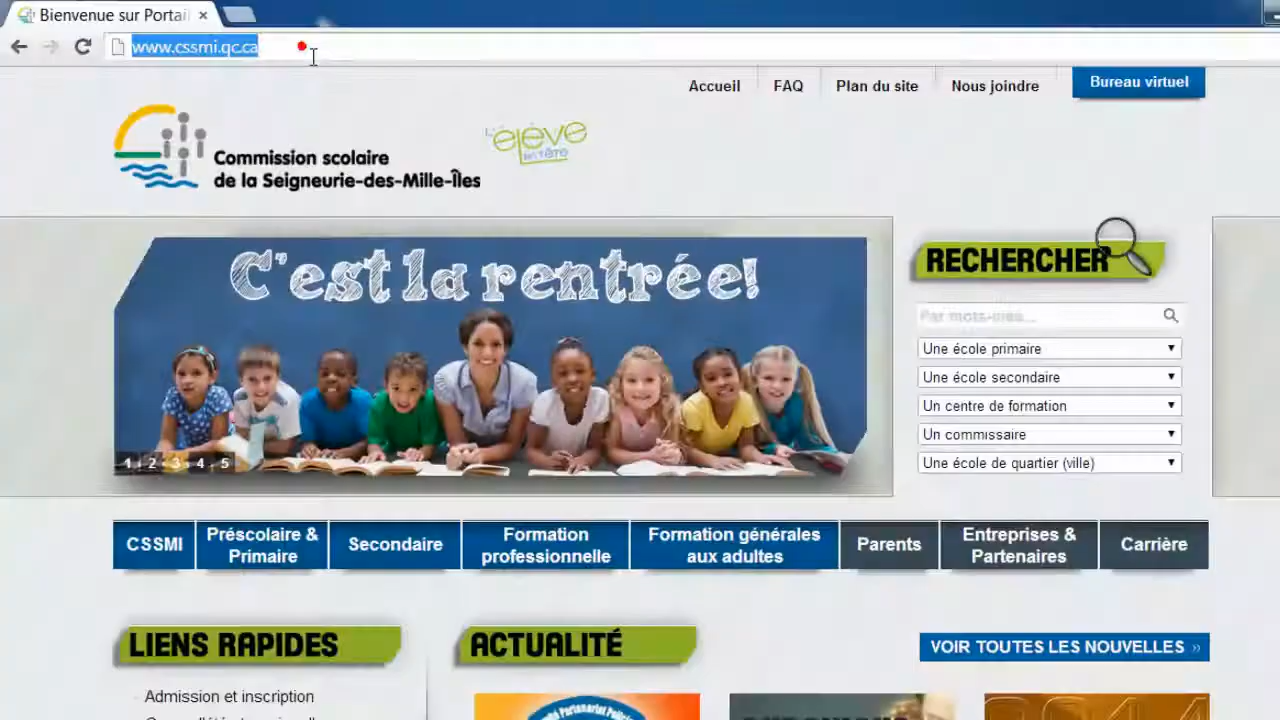 Bienvenue sur Portail
www.cssmi.qc.ca
Accueil
FAQ
Plan du site
Nous joindre
Bureau virtuel
Commission scolaire
de la Seigneurie-des-Mille-Îles
L'élève
en tête
C'est la rentrée!
1 2 3 4 5
RECHERCHER
Par mots-clés...
Une école primaire
Une école secondaire
Un centre de formation
Un commissaire
Une école de quartier (ville)
CSSMI
Préscolaire &
Primaire
Secondaire
Formation
professionnelle
Formation générales
aux adultes
Parents
Entreprises &
Partenaires
Carrière
LIENS RAPIDES
ACTUALITÉ
VOIR TOUTES LES NOUVELLES »
Admission et inscription